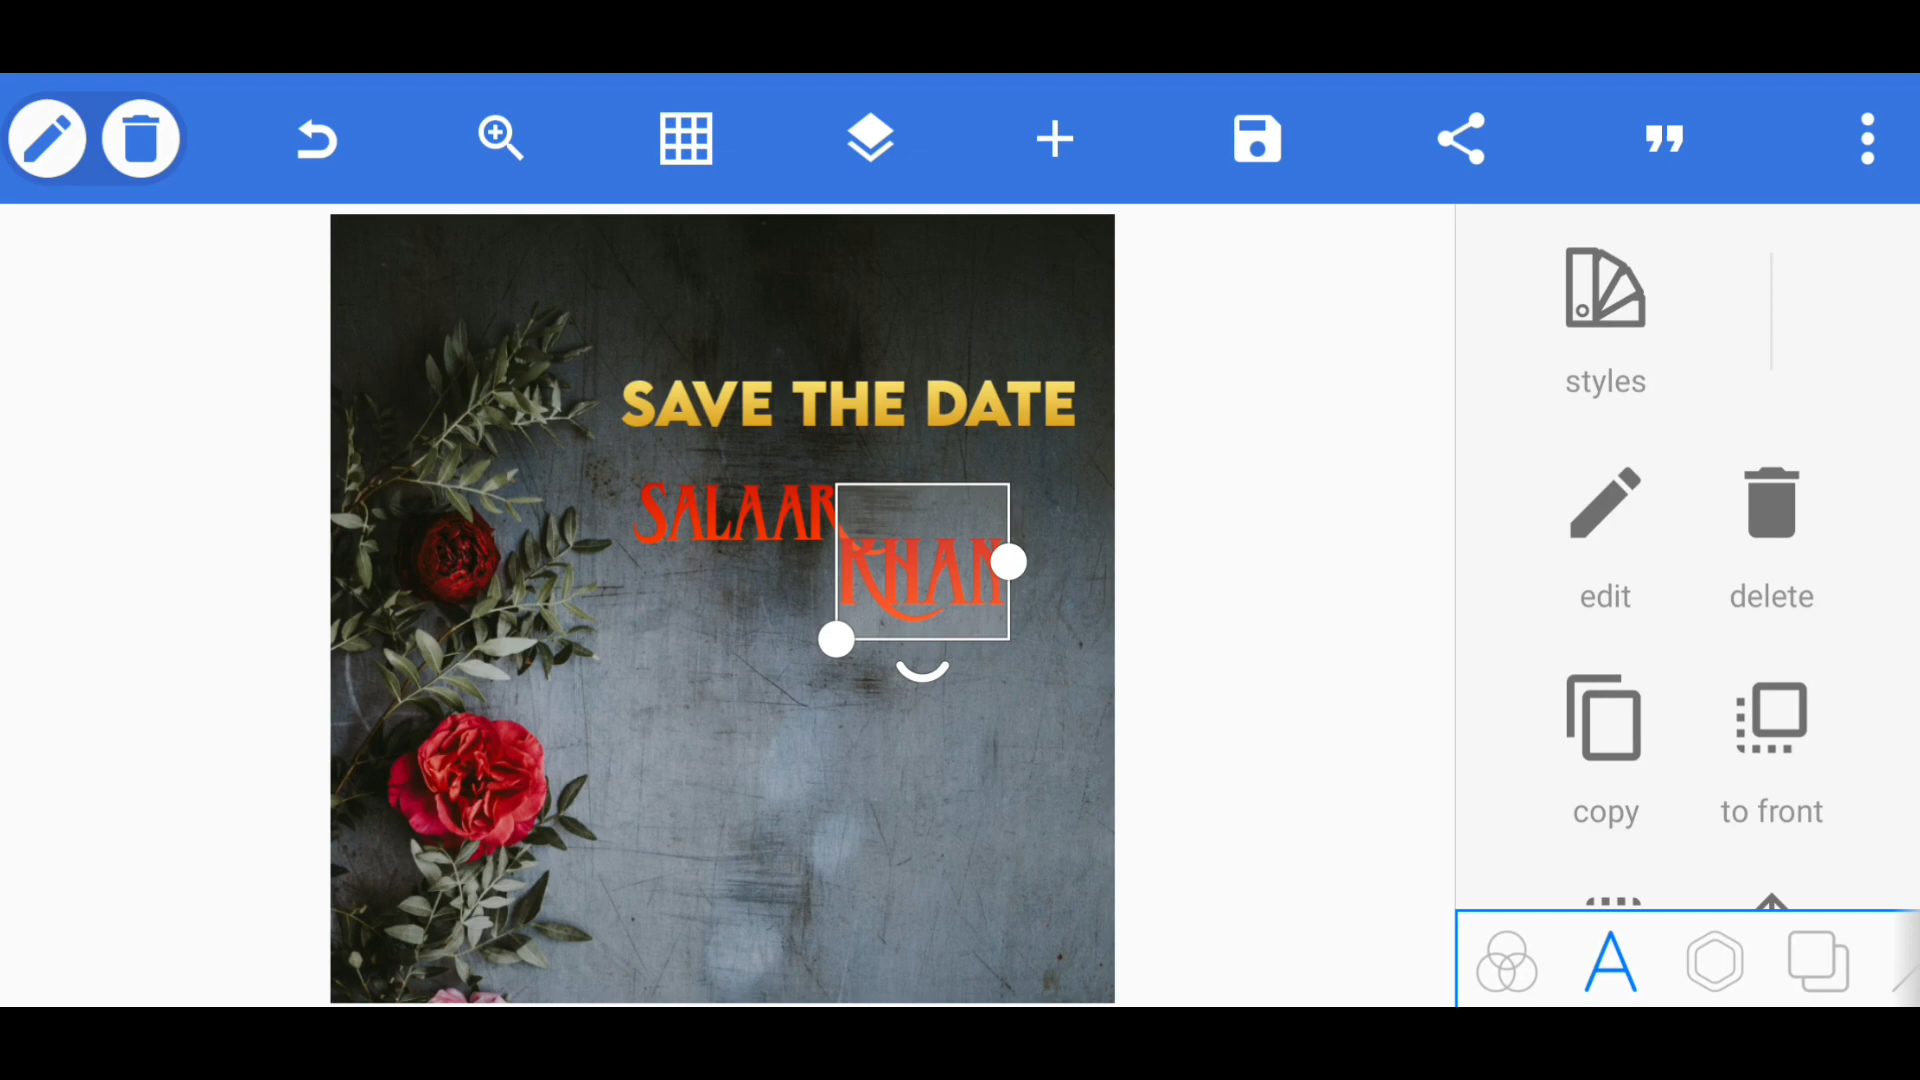 SAVE THE DATE
SALAAR
KHAN
styles
edit
delete
copy
to front